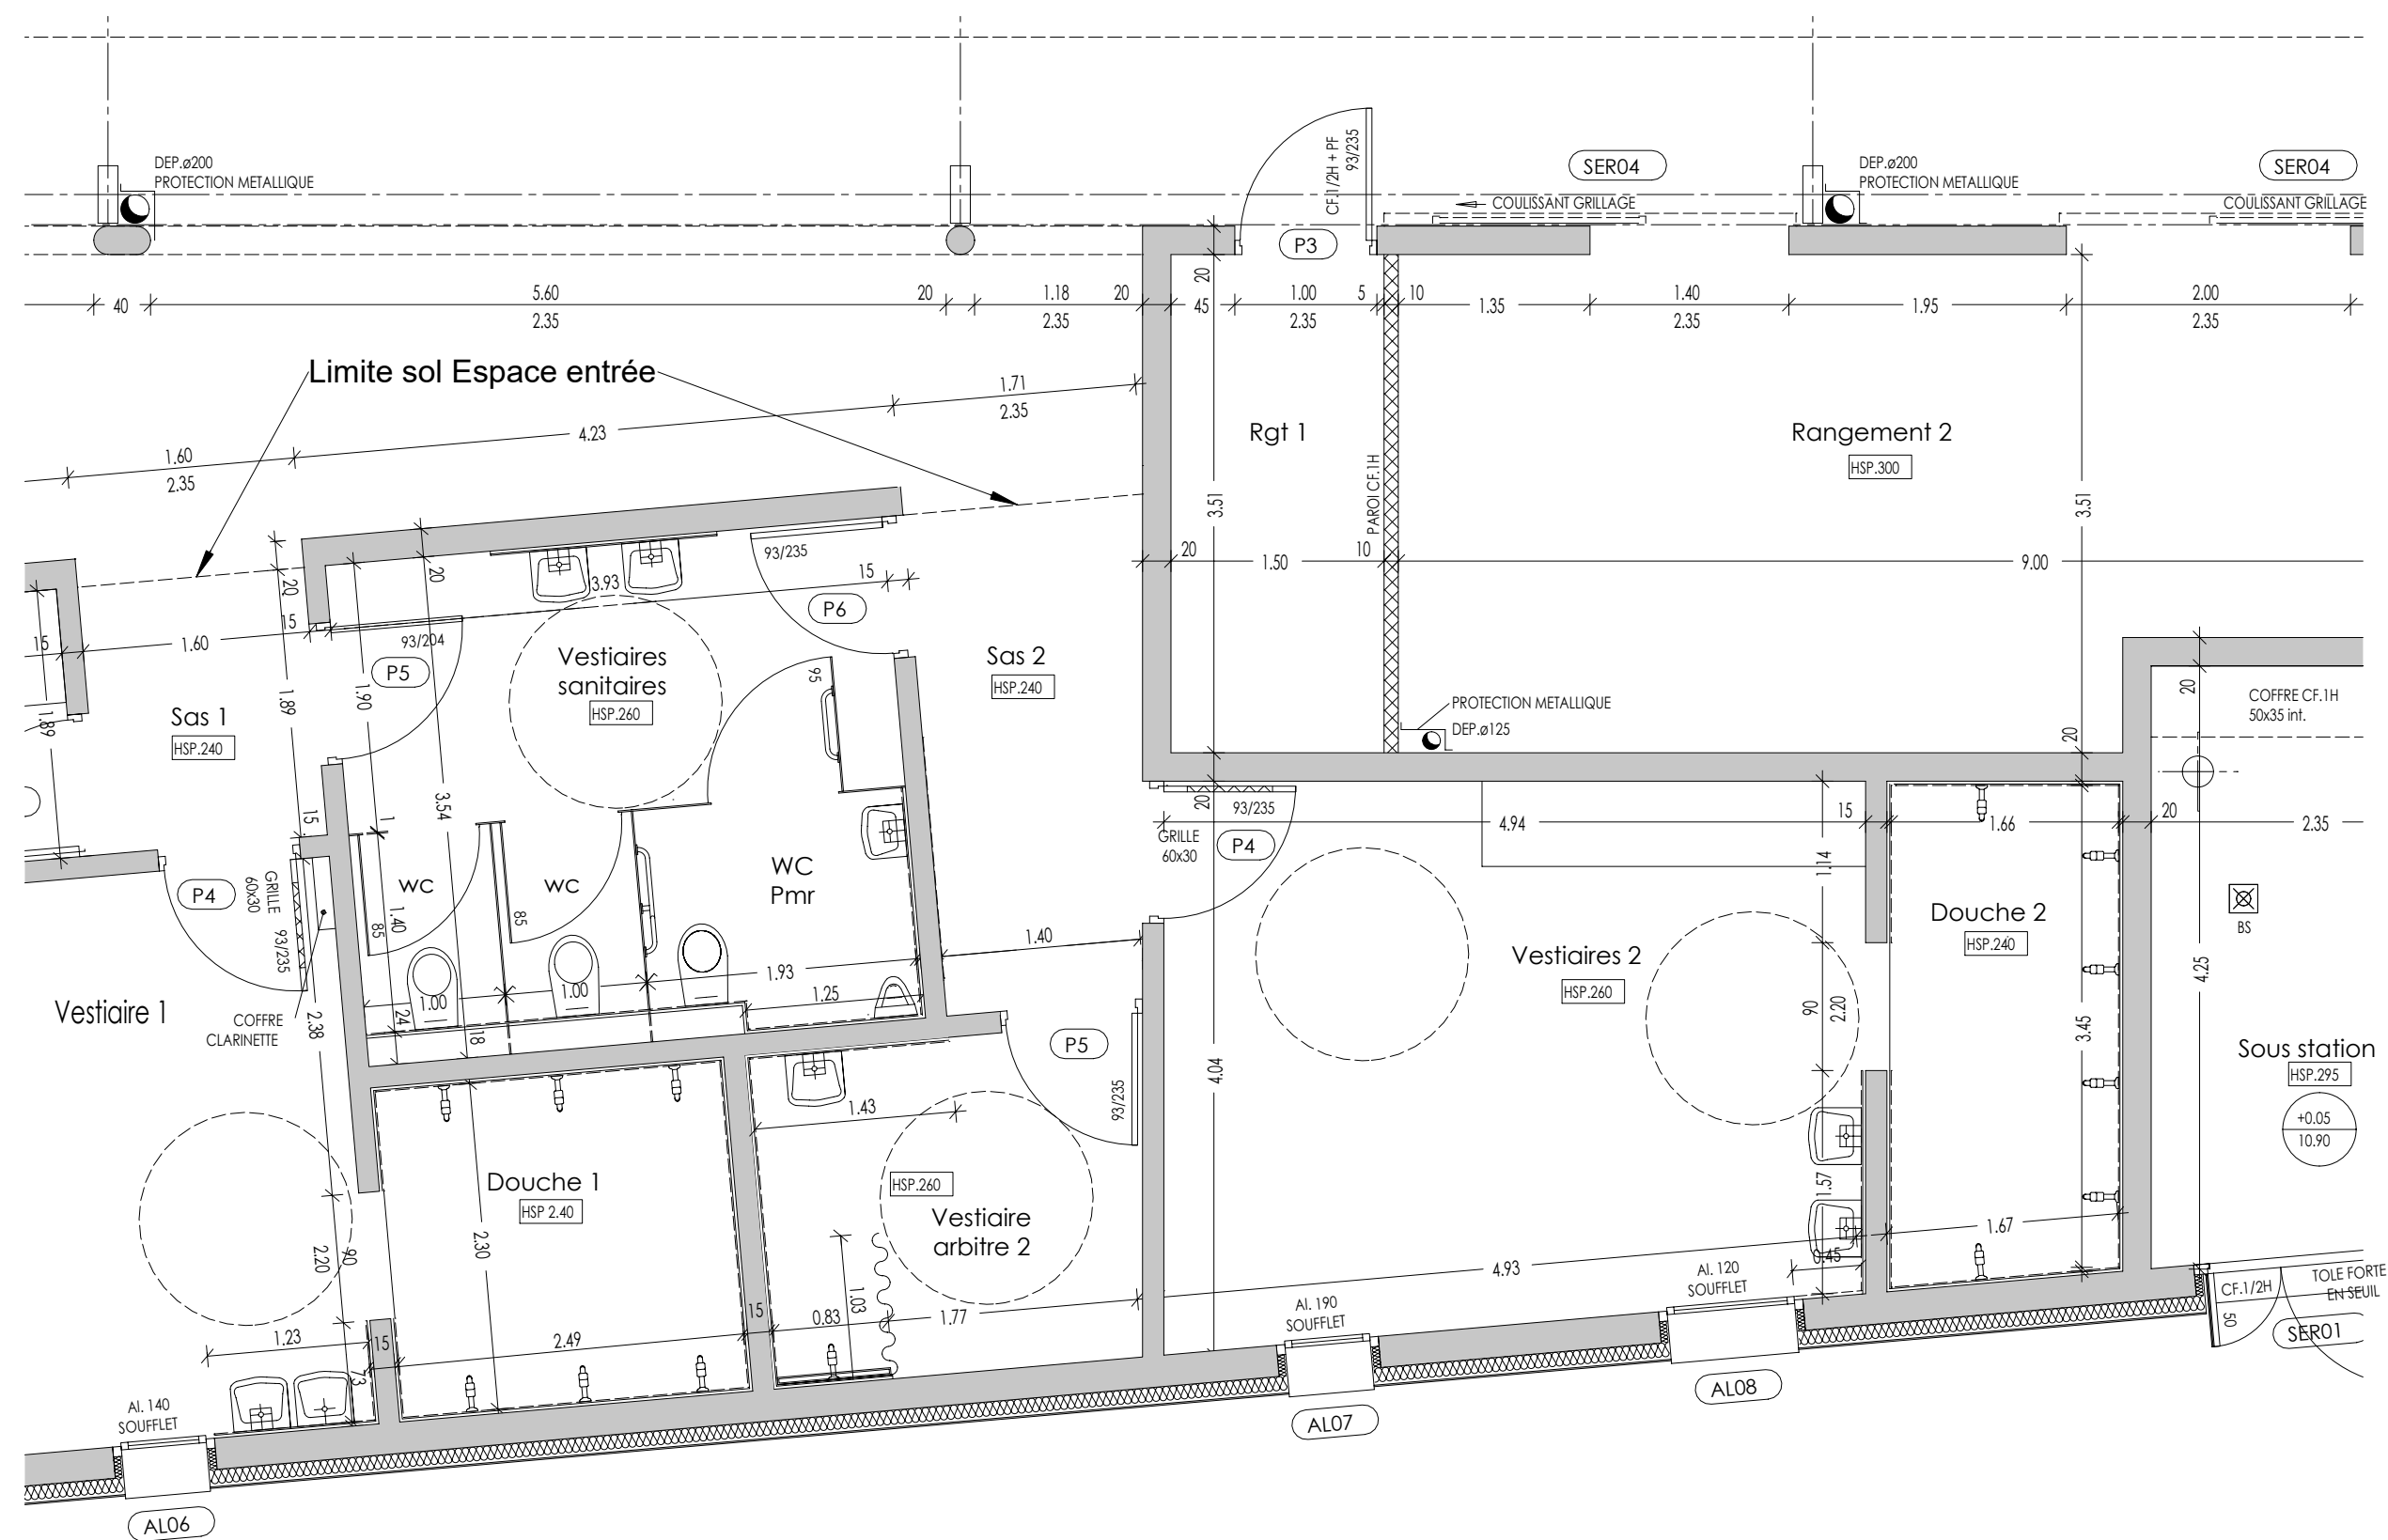 DEP.ø200
PROTECTION METALLIQUE
CF.1/2H + PF
93/235
SER04
DEP.ø200
PROTECTION METALLIQUE
SER04
COULISSANT GRILLAGE
COULISSANT GRILLAGE
P3
20
40
5.60
2.35
20
1.18
2.35
20
45
1.00
2.35
5
10
1.35
1.40
2.35
1.95
2.00
2.35
Limite sol Espace entrée
1.71
2.35
4.23
1.60
2.35
Rgt 1
PAROI CF.1H
Rangement 2
HSP.300
3.51
3.51
20
1.50
10
9.00
93/235
15
P6
3.93
20
20
15
1.60
15
93/204
P5
Vestiaires
sanitaires
HSP.260
95
Sas 2
HSP.240
Sas 1
HSP.240
1.89
1.89
1.90
3.54
15
1
PROTECTION METALLIQUE
DEP.ø125
20
20
COFFRE CF.1H
50x35 int.
20
93/235
GRILLE
60x30
P4
4.94
15
1.66
20
2.35
1.14
WC
WC
WC
Pmr
85
85
1.40
P4
GRILLE
60x30
93/235
Vestiaire 1
COFFRE
CLARINETTE
2.38
1.00
1.00
1.93
1.25
24
18
1.40
Vestiaires 2
HSP.260
Douche 2
HSP.240
BS
4.25
90
2.20
3.45
4.04
P5
93/235
Sous station
HSP.295
+0.05
10.90
1.43
Douche 1
HSP 2.40
2.30
HSP.260
Vestiaire
arbitre 2
1.57
1.67
0.45
4.93
2.20
90
1.03
15
0.83
1.77
Al. 190
SOUFFLET
Al. 120
SOUFFLET
CF.1/2H
TOLE FORTE
EN SEUIL
50
SER01
1.23
15
2.49
73
Al. 140
SOUFFLET
AL08
AL07
AL06